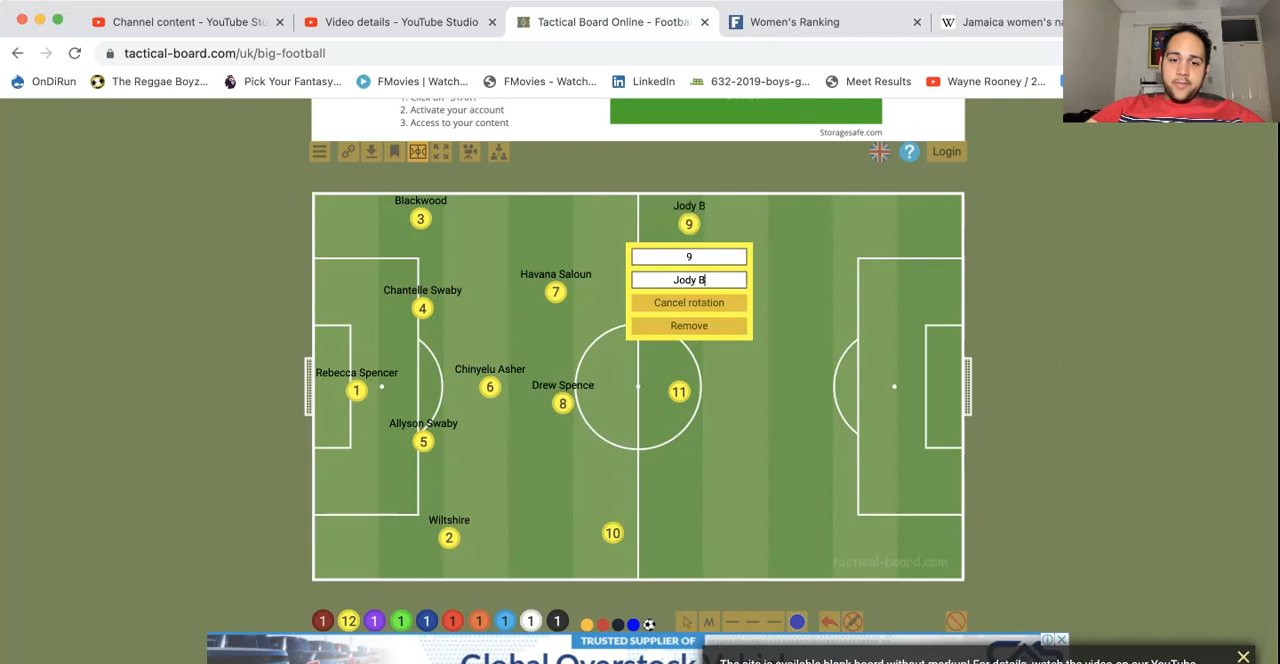 Channel content - YouTube Stu
Video details - YouTube Studio
Tactical Board Online - Footba
Women's Ranking
Jamaica women's na
tactical-board.com/uk/big-football
OnDiRun
The Reggae Boyz...
Pick Your Fantasy...
FMovies | Watch...
FMovies - Watch...
LinkedIn
632-2019-boys-g...
Meet Results
Wayne Rooney / 2...
2. Activate your account
3. Access to your content
Storagesafe.com
Login
Blackwood
3
Jody B
9
9
Jody B
Cancel rotation
Remove
Havana Saloun
7
Chantelle Swaby
4
Rebecca Spencer
1
Chinyelu Asher
6
Drew Spence
8
11
Allyson Swaby
5
Wiltshire
2
10
tactical-board.com
1 12 1 1 1 1 1 1 1 1
M
TRUSTED SUPPLIER OF
Global Overstock
The site is available blank board without markup! For details, watch the video on our YouTube